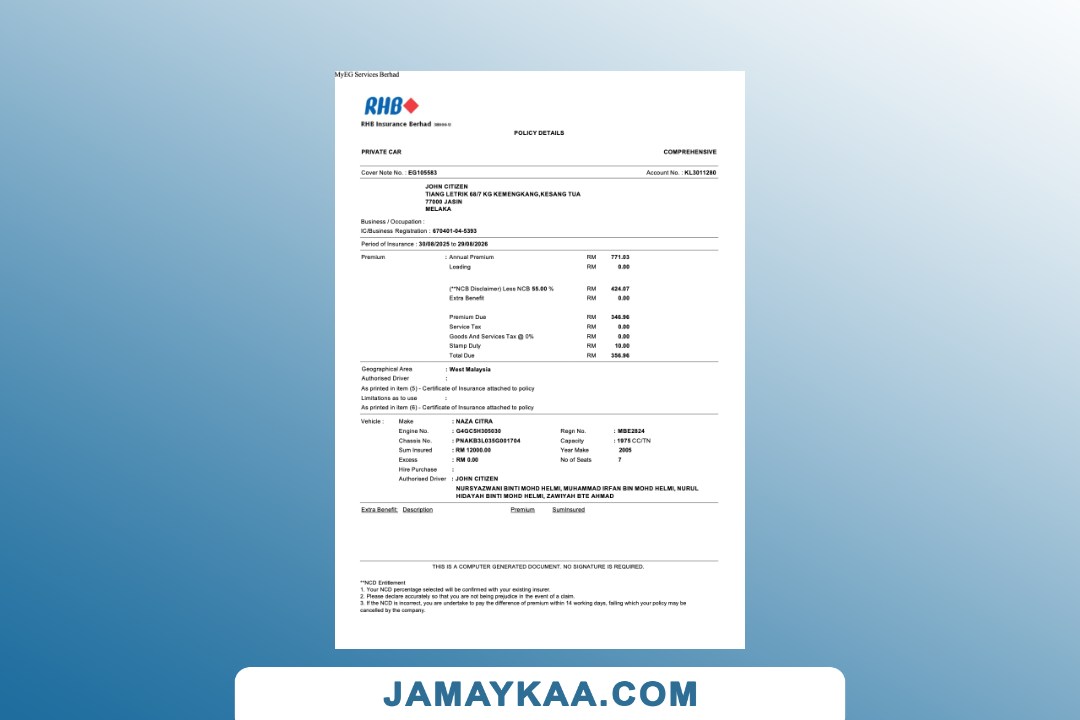 MyEG Services Berhad
RHB
RHB Insurance Berhad
POLICY DETAILS
PRIVATE CAR COMPREHENSIVE
Cover Note No. : EG105583 Account No. : KL3011280
JOHN CITIZEN
TIANG LETRIK 68/7 KG KEMENGKANG,KESANG TUA
77000 JASIN
MELAKA
Business / Occupation :
IC/Business Registration : 670401-04-5393
Period of Insurance : 30/08/2025 to 29/08/2026
Premium : Annual Premium RM 771.03
Loading RM 0.00
(**NCB Disclaimer) Less NCB 55.00 % RM 424.07
Extra Benefit RM 0.00
Premium Due RM 346.96
Service Tax RM 0.00
Goods And Services Tax @ 0% RM 0.00
Stamp Duty RM 10.00
Total Due RM 356.96
Geographical Area : West Malaysia
Authorised Driver :
As printed in item (5) - Certificate of Insurance attached to policy
Limitations as to use :
As printed in item (6) - Certificate of Insurance attached to policy
Vehicle : Make : NAZA CITRA
Engine No. : G4GC5H305030 Regn No. : MBE2824
Chassis No. : PNAKB3L035G001704 Capacity : 1975 CC/TN
Sum Insured : RM 12000.00 Year Make 2005
Excess : RM 0.00 No of Seats 7
Hire Purchase :
Authorised Driver : JOHN CITIZEN
NURSYAZWANI BINTI MOHD HELMI, MUHAMMAD IRFAN BIN MOHD HELMI, NURUL
HIDAYAH BINTI MOHD HELMI, ZAWIYAH BTE AHMAD
Extra Benefit: Description Premium SumInsured
THIS IS A COMPUTER GENERATED DOCUMENT. NO SIGNATURE IS REQUIRED.
**NCD Entitlement
1. Your NCD percentage selected will be confirmed with your existing insurer.
2. Please declare accurately so that you are not being prejudice in the event of a claim.
3. If the NCD is incorrect, you are undertake to pay the difference of premium within 14 working days, failing which your policy may be
cancelled by the company.
JAMAYKAA.COM